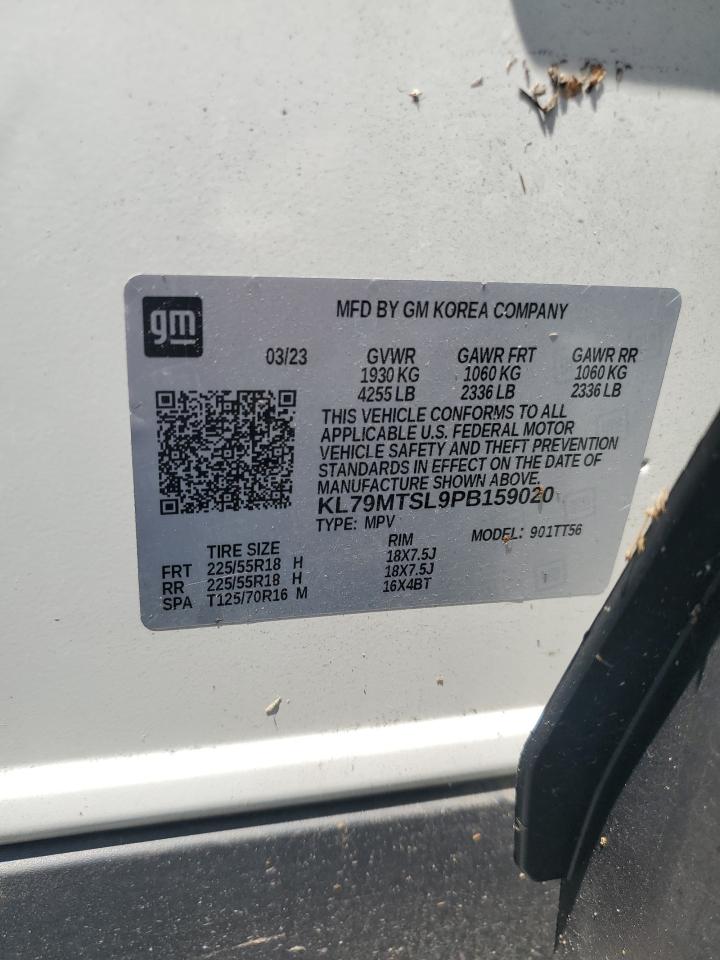 gm
MFD BY GM KOREA COMPANY
03/23 GVWR GAWR FRT GAWR RR
1930 KG 1060 KG 1060 KG
4255 LB 2336 LB 2336 LB
THIS VEHICLE CONFORMS TO ALL
APPLICABLE U.S. FEDERAL MOTOR
VEHICLE SAFETY AND THEFT PREVENTION
STANDARDS IN EFFECT ON THE DATE OF
MANUFACTURE SHOWN ABOVE.
KL79MTSL9PB159020
TYPE: MPV MODEL: 901TT56
TIRE SIZE RIM
FRT 225/55R18 H 18X7.5J
RR 225/55R18 H 18X7.5J
SPA T125/70R16 M 16X4BT